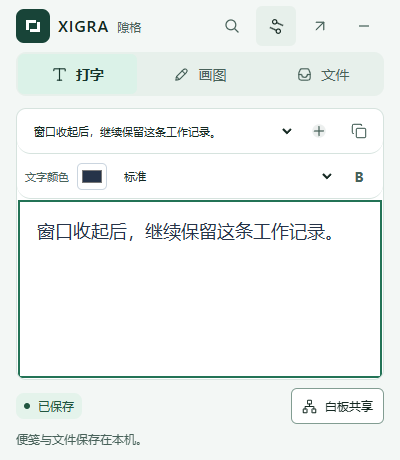 XIGRA 隙格
打字 画图 文件
窗口收起后，继续保留这条工作记录。
文字颜色 标准 B
窗口收起后，继续保留这条工作记录。
已保存 白板共享
便笺与文件保存在本机。